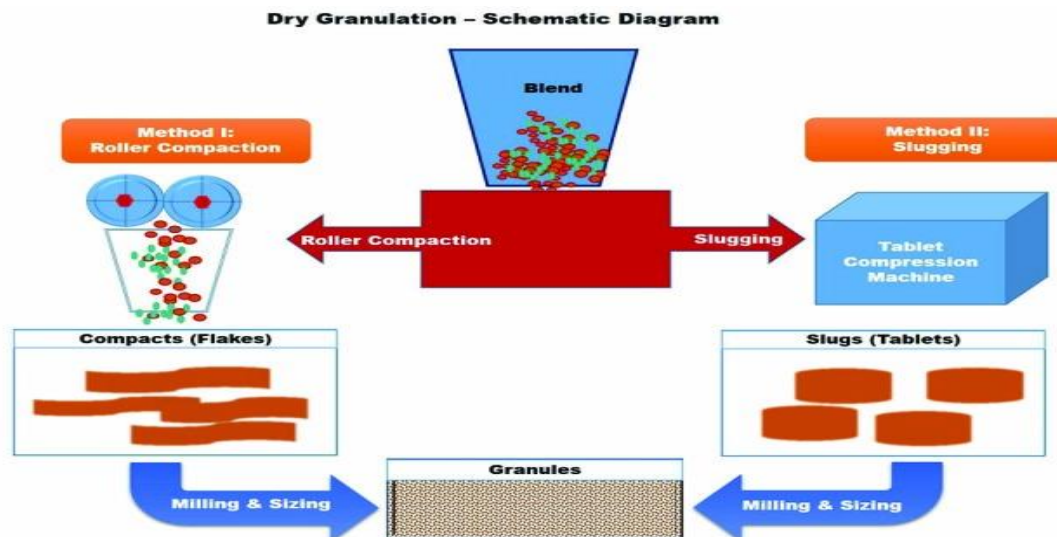 Dry Granulation – Schematic Diagram
Blend
Method I:
Roller Compaction
Method II:
Slugging
Roller Compaction
Slugging
Tablet
Compression
Machine
Compacts (Flakes)
Slugs (Tablets)
Granules
Milling & Sizing
Milling & Sizing